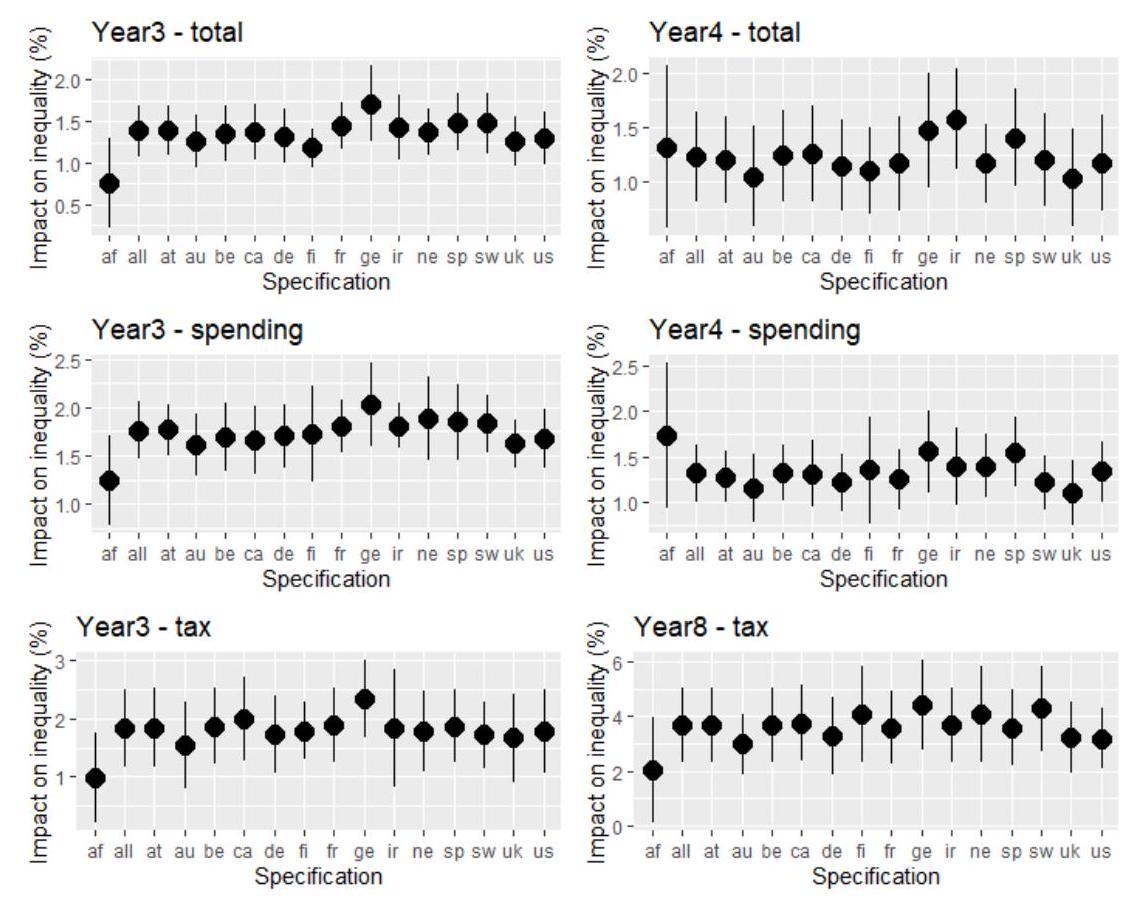 Year3 - total
Impact on inequality (%)
2.0
1.5
1.0
0.5
af all at au be ca de fi fr ge ir ne sp sw uk us
Specification
Year4 - total
Impact on inequality (%)
2.0
1.5
1.0
af all at au be ca de fi fr ge ir ne sp sw uk us
Specification
Year3 - spending
Impact on inequality (%)
2.5
2.0
1.5
1.0
af all at au be ca de fi fr ge ir ne sp sw uk us
Specification
Year4 - spending
Impact on inequality (%)
2.5
2.0
1.5
1.0
af all at au be ca de fi fr ge ir ne sp sw uk us
Specification
Year3 - tax
Impact on inequality (%)
3
2
1
af all at au be ca de fi fr ge ir ne sp sw uk us
Specification
Year8 - tax
Impact on inequality (%)
6
4
2
0
af all at au be ca de fi fr ge ir ne sp sw uk us
Specification